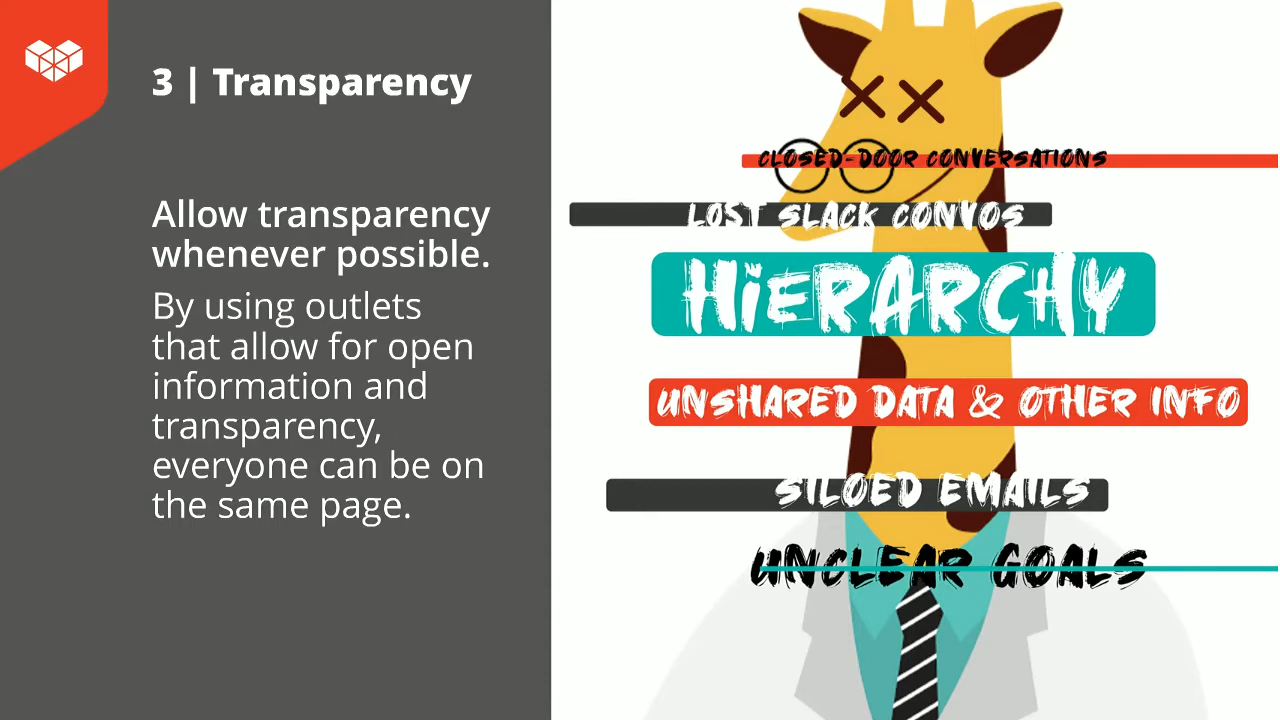 3 | Transparency
Allow transparency
whenever possible.
By using outlets
that allow for open
information and
transparency,
everyone can be on
the same page.
CLOSED-DOOR CONVERSATIONS
LOST SLACK CONVOS
HiERARCHY
UNSHARED DATA & OTHER INFO
SILOED EMAILS
UNCLEAR GOALS